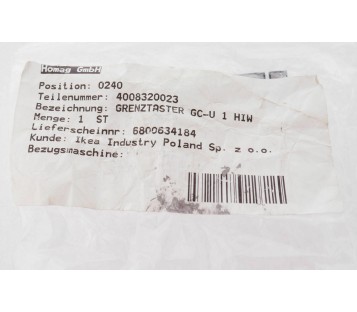 Homag GmbH
Position: 0240
Teilenummer: 4008320023
Bezeichnung: GRENZTASTER GC-U 1 HIW
Menge: 1 ST
Lieferscheinnr: 6800634184
Kunde: Ikea Industry Poland Sp. z o.o.
Bezugsmaschine: